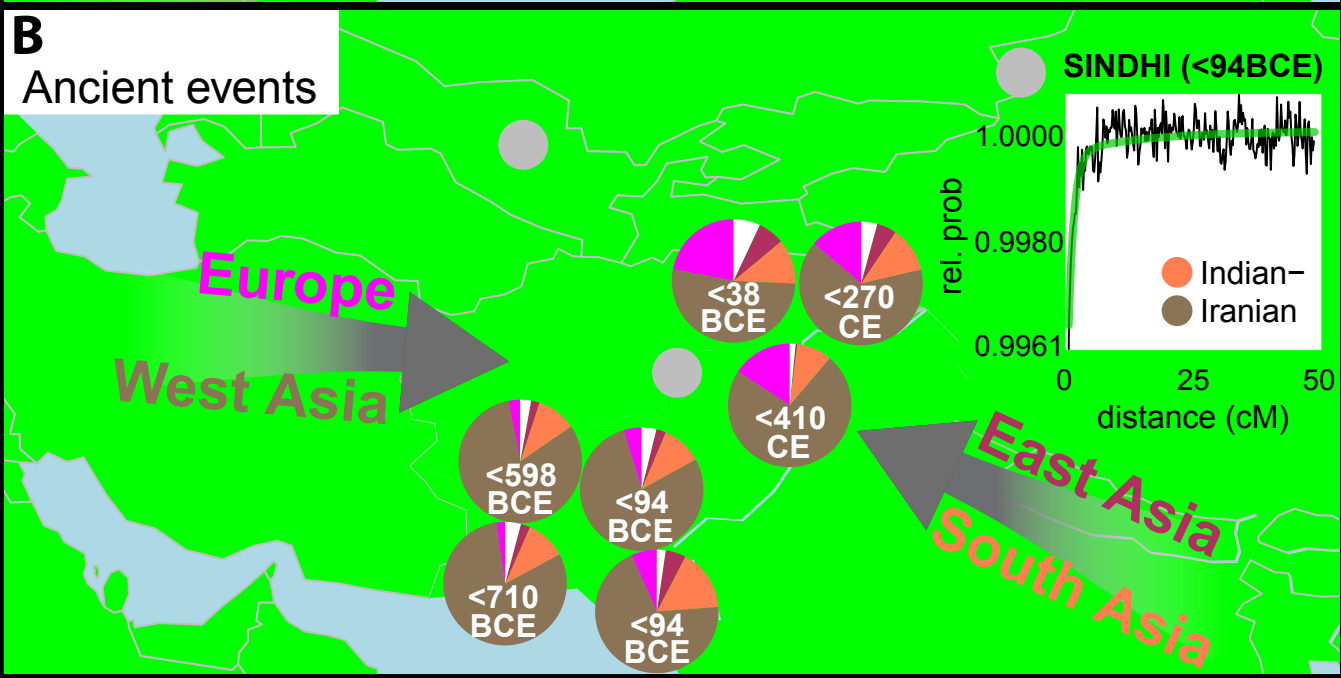 B
Ancient events
SINDHI (<94BCE)
1.0000
0.9980
0.9961
rel. prob
0
25
50
distance (cM)
Indian−
Iranian
Europe
West Asia
East Asia
South Asia
<38
BCE
<270
CE
<410
CE
<598
BCE
<94
BCE
<710
BCE
<94
BCE